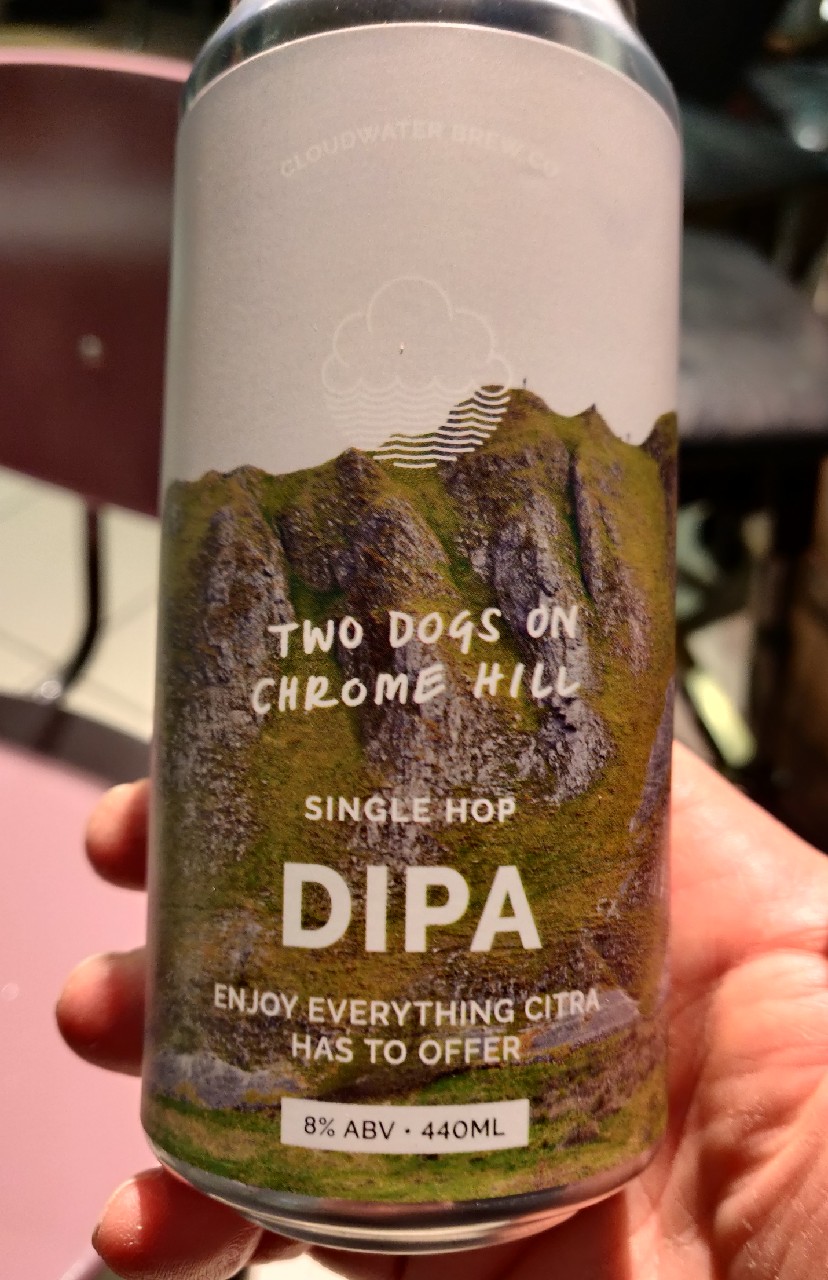 CLOUDWATER BREW CO
TWO DOGS ON
CHROME HILL
SINGLE HOP
DIPA
ENJOY EVERYTHING CITRA
HAS TO OFFER
8% ABV • 440ML